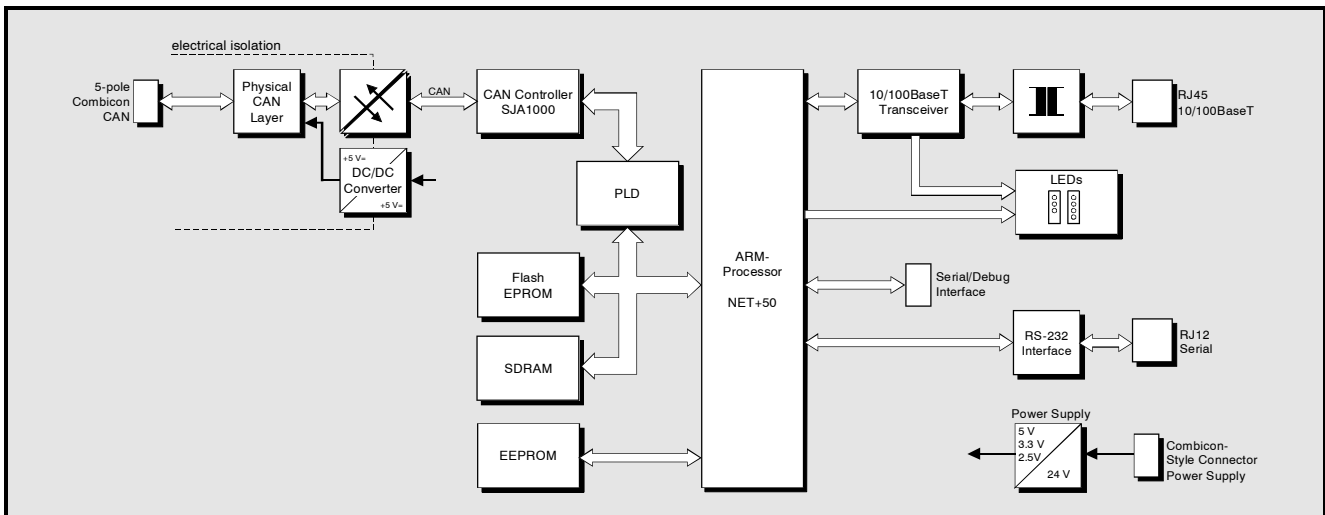 electrical isolation
5-pole
Combicon
CAN
Physical
CAN
Layer
CAN
CAN Controller
SJA1000
+5 V=
DC/DC
Converter
+5 V=
PLD
Flash
EPROM
SDRAM
EEPROM
ARM-
Processor
NET+50
10/100BaseT
Transceiver
RJ45
10/100BaseT
LEDs
Serial/Debug
Interface
RS-232
Interface
RJ12
Serial
Power Supply
5 V
3.3 V
2.5V
24 V
Combicon-
Style Connector
Power Supply